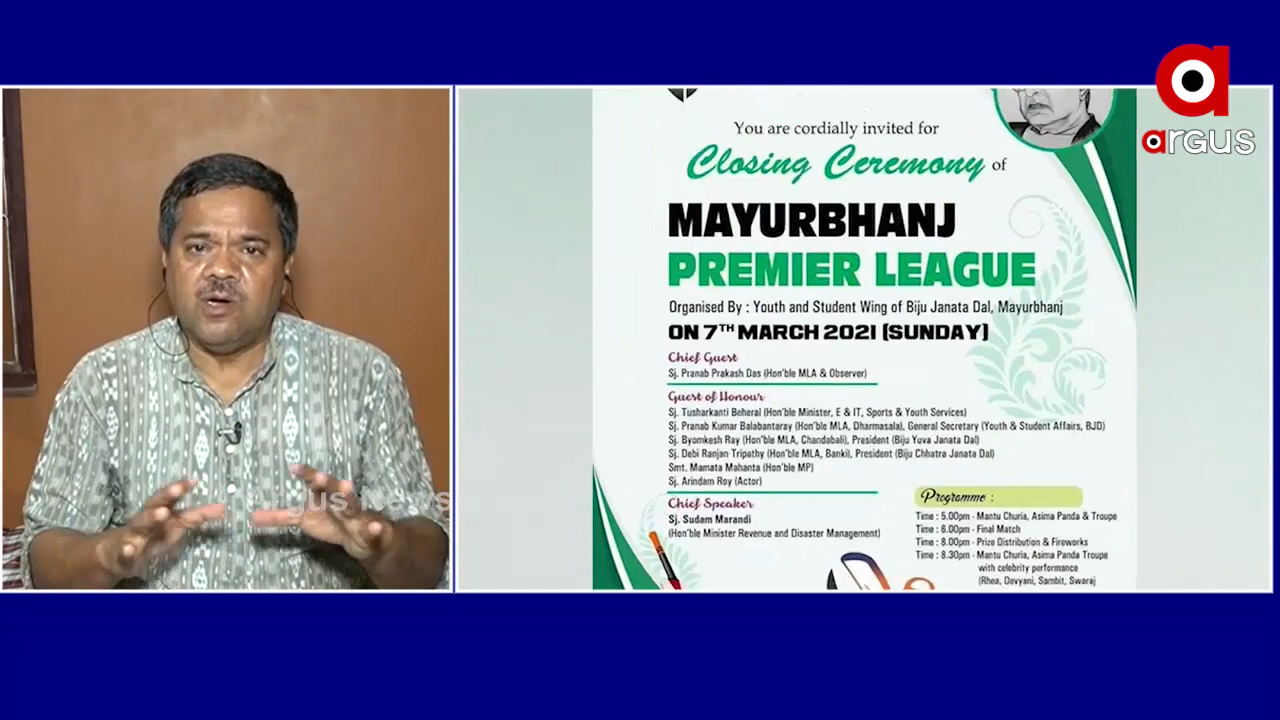 argus
Argus News
You are cordially invited for
Closing Ceremony of
MAYURBHANJ
PREMIER LEAGUE
Organised By : Youth and Student Wing of Biju Janata Dal, Mayurbhanj
ON 7TH MARCH 2021 (SUNDAY)
Chief Guest
Sj. Pranab Prakash Das (Hon'ble MLA & Observer)
Guest of Honour
Sj. Tusharkanti Beheral (Hon'ble Minister, E & IT, Sports & Youth Services)
Sj. Pranab Kumar Balabantaray (Hon'ble MLA, Dharmasala), General Secretary (Youth & Student Affairs, BJD)
Sj. Byomkesh Ray (Hon'ble MLA, Chandabali), President (Biju Yuva Janata Dal)
Sj. Debi Ranjan Tripathy (Hon'ble MLA, Banki), President (Biju Chhatra Janata Dal)
Smt. Mamata Mahanta (Hon'ble MP)
Sj. Arindam Roy (Actor)
Chief Speaker
Sj. Sudam Marandi
(Hon'ble Minister Revenue and Disaster Management)
Programme :
Time : 5.00pm - Mantu Churia, Asima Panda & Troupe
Time : 6.00pm - Final Match
Time : 8.00pm - Prize Distribution & Fireworks
Time : 8.30pm - Mantu Churia, Asima Panda Troupe
with celebrity performance
(Rhea, Devyani, Sambit, Swaraj